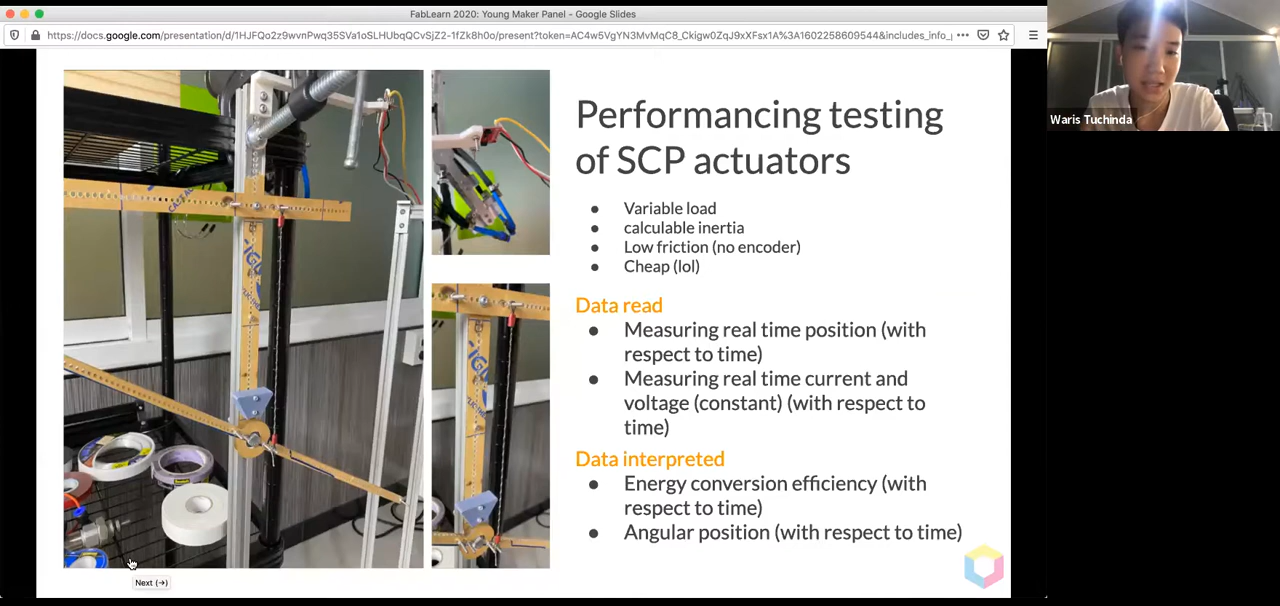 FabLearn 2020: Young Maker Panel - Google Slides
Waris Tuchinda
Performancing testing
of SCP actuators
● Variable load
● calculable inertia
● Low friction (no encoder)
● Cheap (lol)
Data read
● Measuring real time position (with
respect to time)
● Measuring real time current and
voltage (constant) (with respect to
time)
Data interpreted
● Energy conversion efficiency (with
respect to time)
● Angular position (with respect to time)
Next (→)